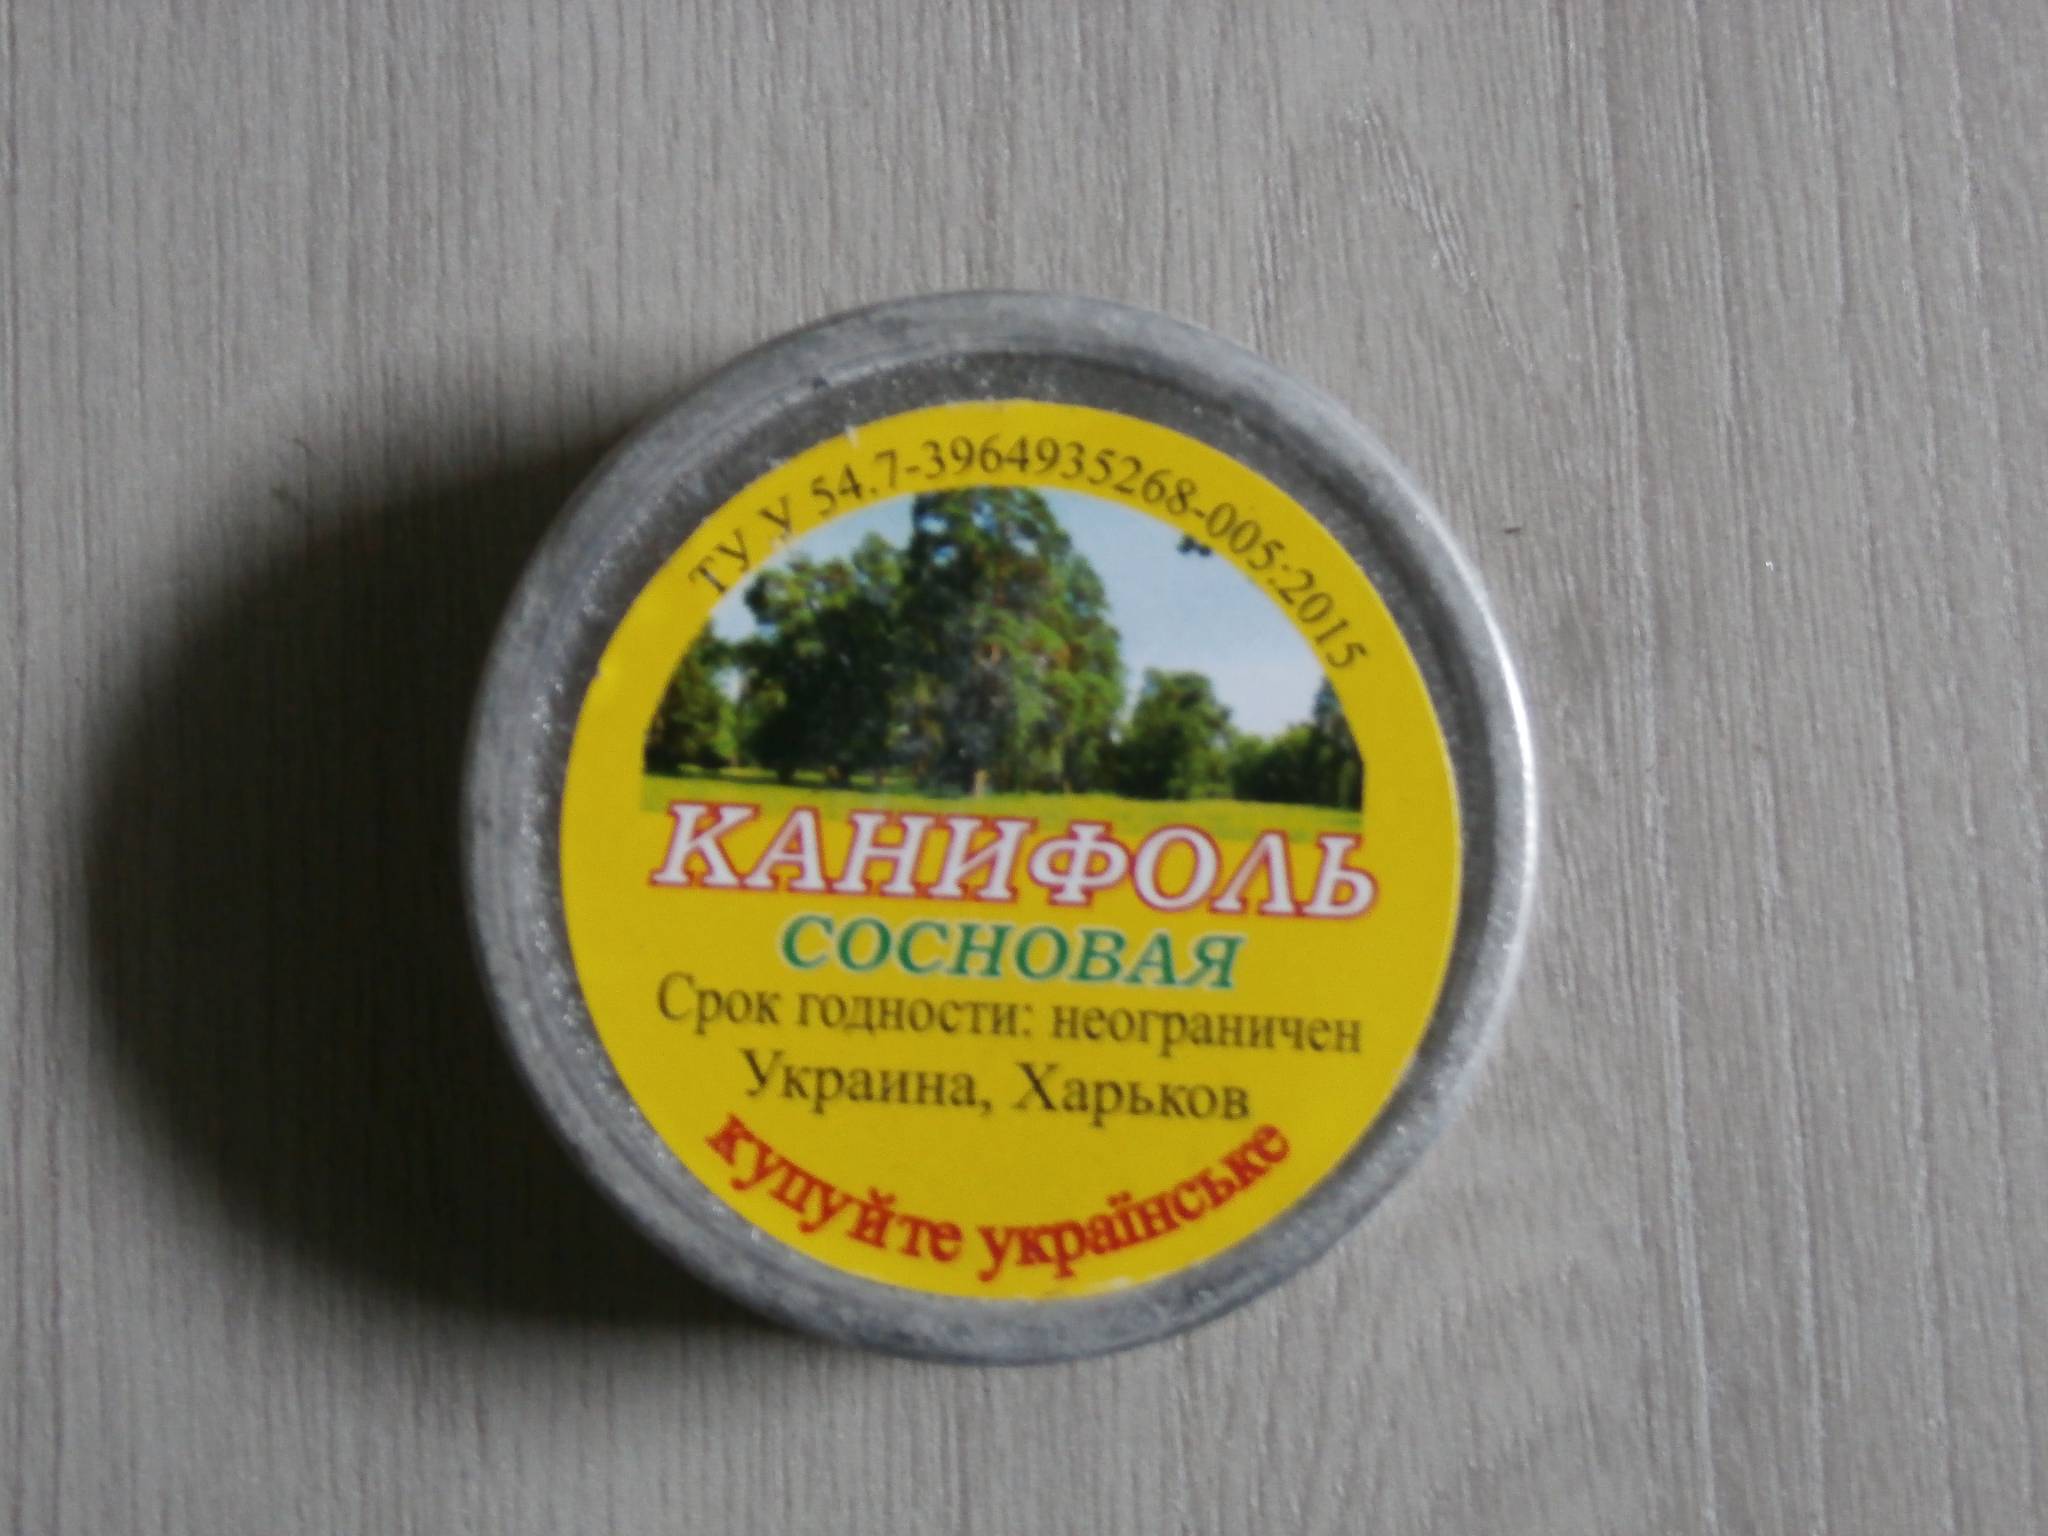 ТУ У 54.7-3964935268-005:2015
КАНИФОЛЬ
СОСНОВАЯ
Срок годности: неограничен
Украина, Харьков
купуйте українське